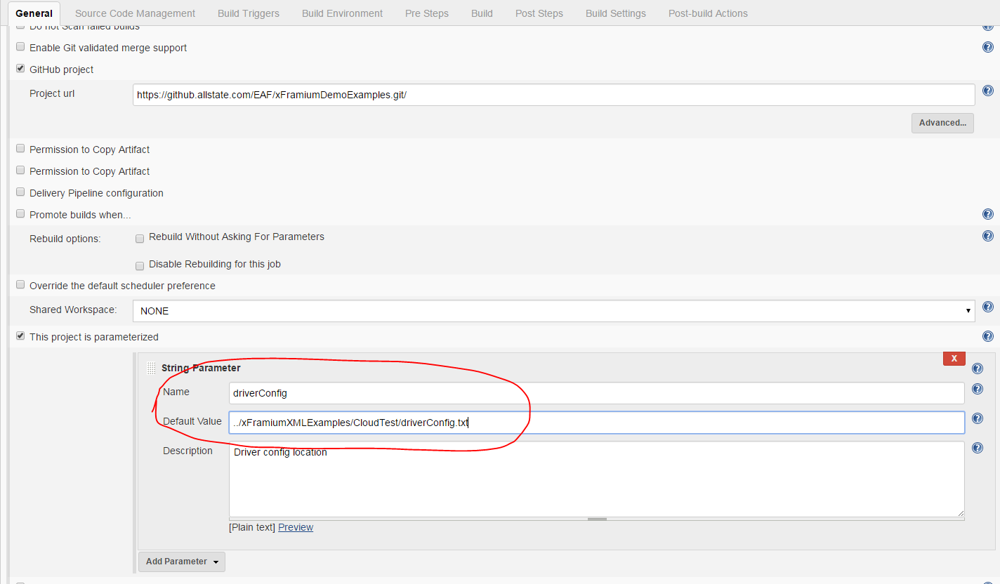 General Source Code Management Build Triggers Build Environment Pre Steps Build Post Steps Build Settings Post-build Actions
Do not Scan failed builds
Enable Git validated merge support
GitHub project
Project url https://github.allstate.com/EAF/xFramiumDemoExamples.git/
Advanced...
Permission to Copy Artifact
Permission to Copy Artifact
Delivery Pipeline configuration
Promote builds when...
Rebuild options: Rebuild Without Asking For Parameters
Disable Rebuilding for this job
Override the default scheduler preference
Shared Workspace: NONE
This project is parameterized
X
String Parameter
Name driverConfig
Default Value ../xFramiumXMLExamples/CloudTest/driverConfig.txt
Description Driver config location
[Plain text] Preview
Add Parameter